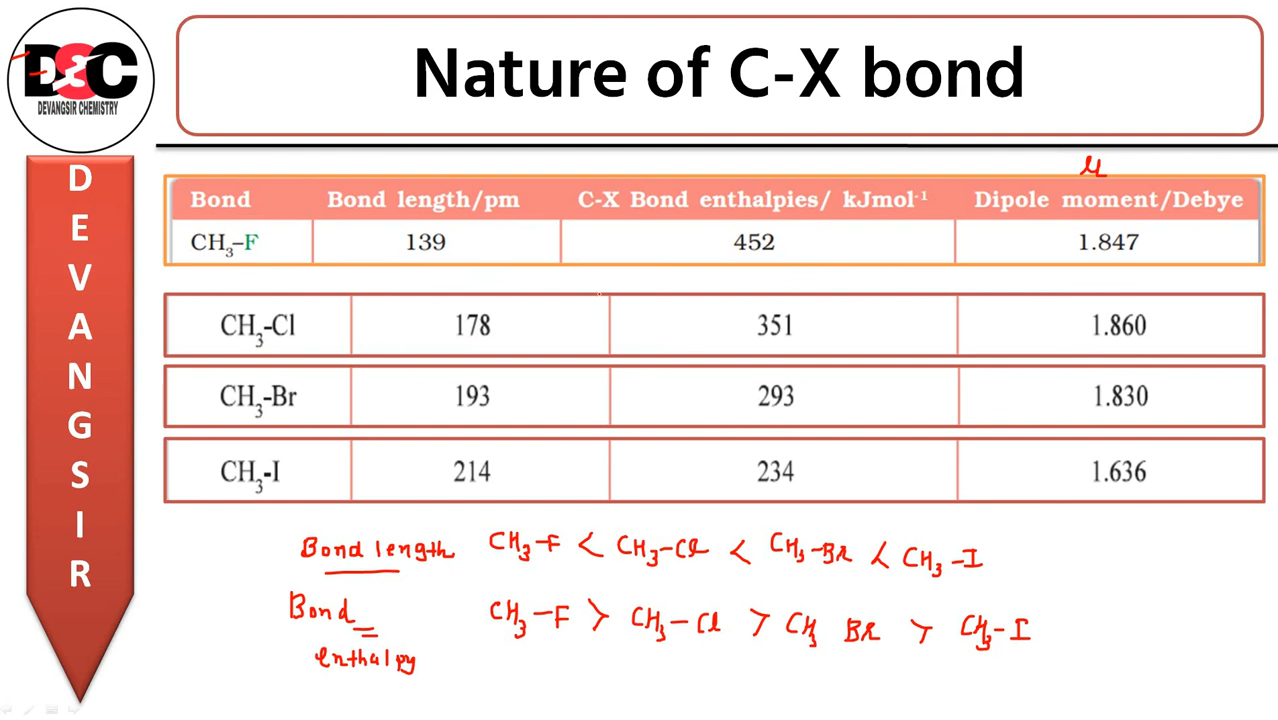 DSC
DEVANGSIR CHEMISTRY
Nature of C-X bond
DEVANGSIR
μ
Bond Bond length/pm C-X Bond enthalpies/ kJmol⁻¹ Dipole moment/Debye
CH₃–F 139 452 1.847
CH₃-Cl 178 351 1.860
CH₃-Br 193 293 1.830
CH₃-I 214 234 1.636
Bond length CH₃-F < CH₃-Cl < CH₃-Br < CH₃-I
Bond CH₃-F > CH₃-Cl > CH₃ Br > CH₃-I
enthalpy